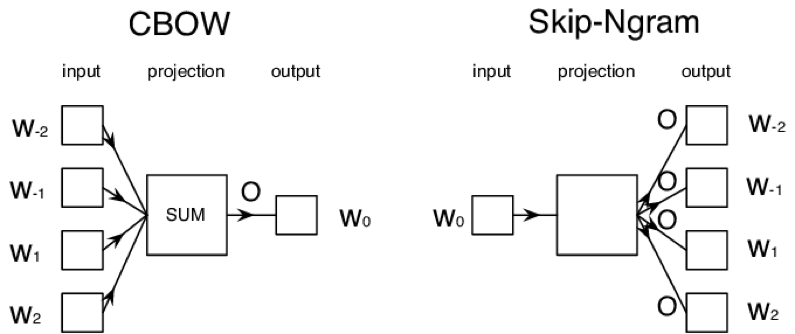 CBOW
input projection output
W-2
W-1
W1
W2
SUM
O
W0
Skip-Ngram
input projection output
W0
O
O
O
O
W-2
W-1
W1
W2